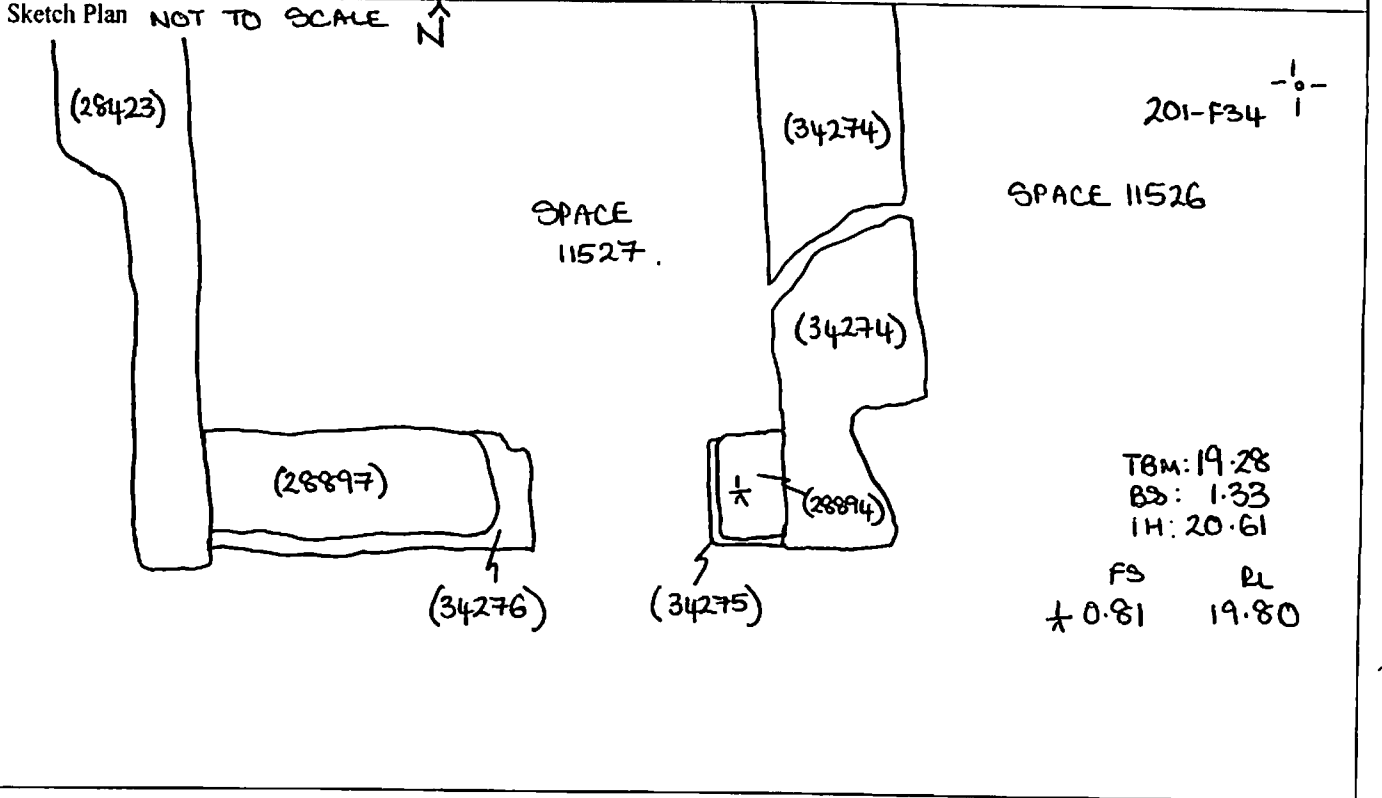 Sketch Plan NOT TO SCALE N
(28423)
(34274)
201-F34
SPACE 11526
SPACE
11527.
(34274)
(28897)
(28894)
TBM: 19.28
BS: 1.33
IH: 20.61
(34276)
(34275)
FS RL
0.81 19.80